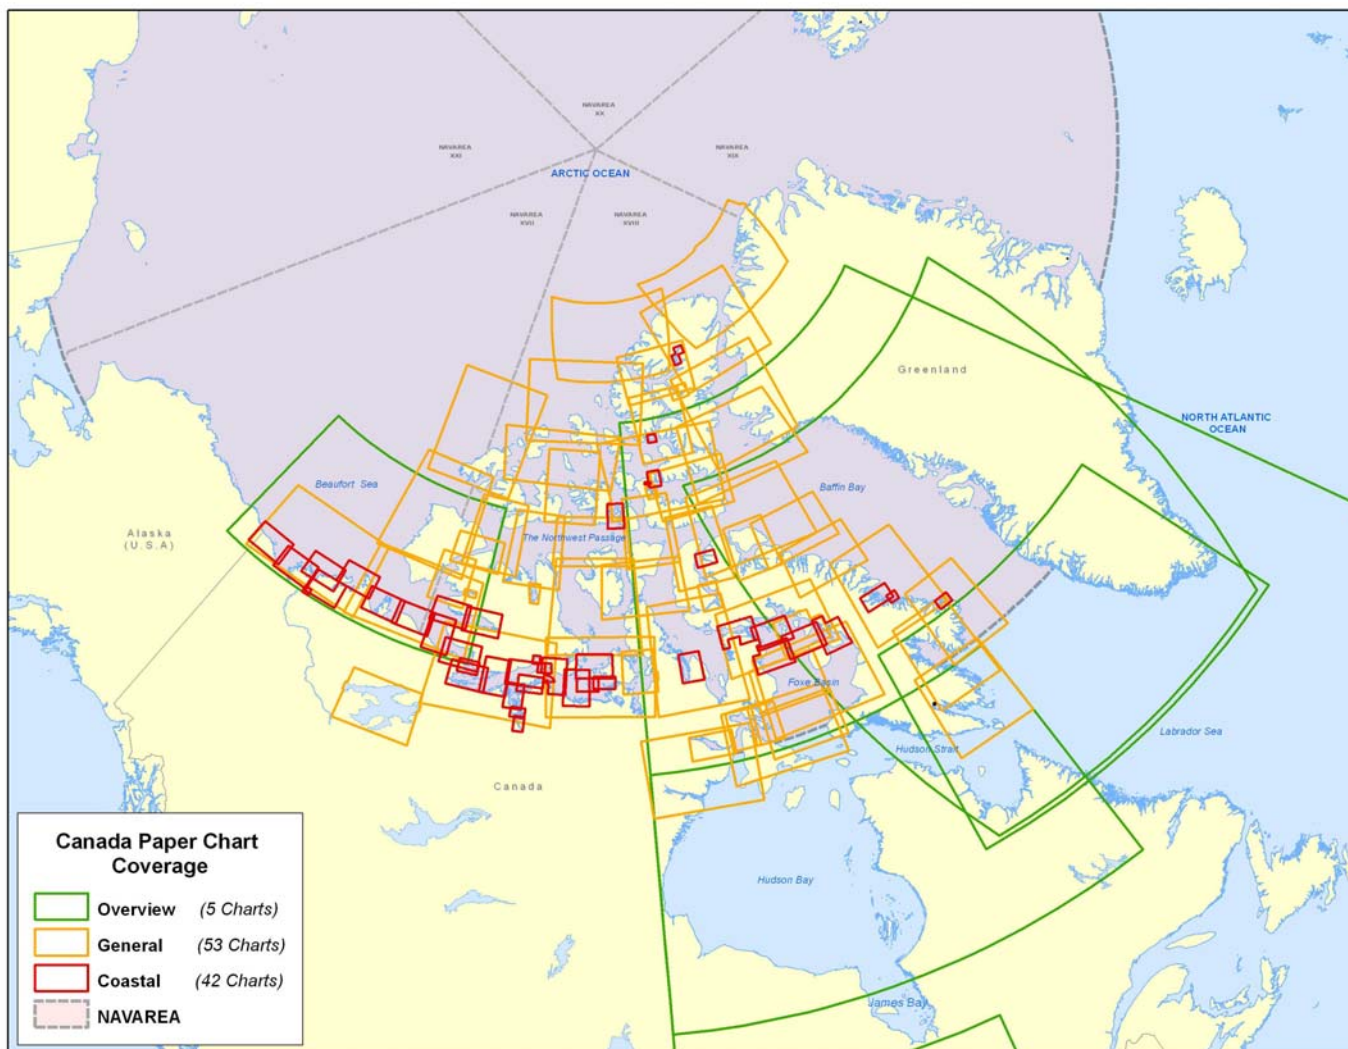 NAVAREA
XX
NAVAREA
XXI
NAVAREA
XIX
ARCTIC OCEAN
NAVAREA
XVII
NAVAREA
XVIII
Greenland
NORTH ATLANTIC
OCEAN
Beaufort Sea
Baffin Bay
Alaska
(U.S.A)
The Northwest Passage
Foxe Basin
Labrador Sea
Hudson Strait
Canada
Hudson Bay
James Bay
Canada Paper Chart
Coverage
Overview (5 Charts)
General (53 Charts)
Coastal (42 Charts)
NAVAREA